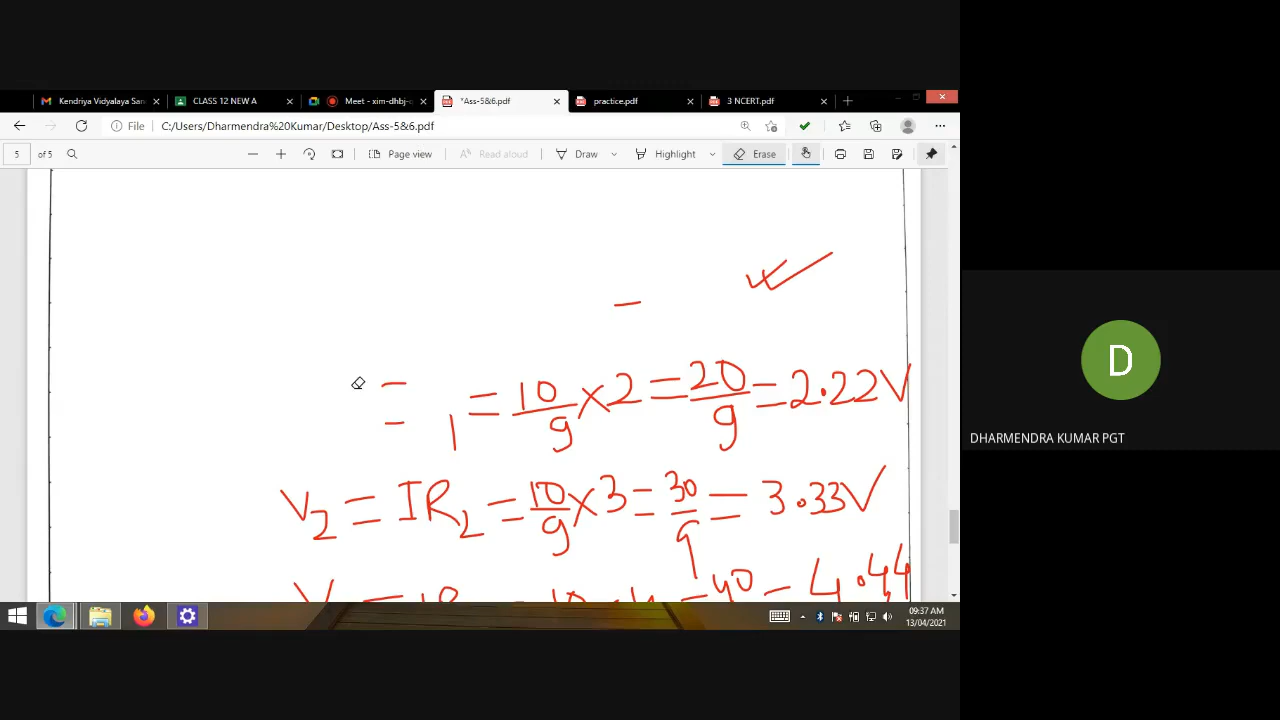 Kendriya Vidyalaya San
CLASS 12 NEW A
Meet - xim-dhbj-c
*Ass-5&6.pdf
practice.pdf
3 NCERT.pdf
File
C:/Users/Dharmendra%20Kumar/Desktop/Ass-5&6.pdf
5 of 5
Page view
Read aloud
Draw
Highlight
Erase
1 = 10/9 × 2 = 20/9 = 2.22V
V2 = IR2 = 10/9 × 3 = 30/9 = 3.33V
40 = 4.44
D
DHARMENDRA KUMAR PGT
09:37 AM
13/04/2021